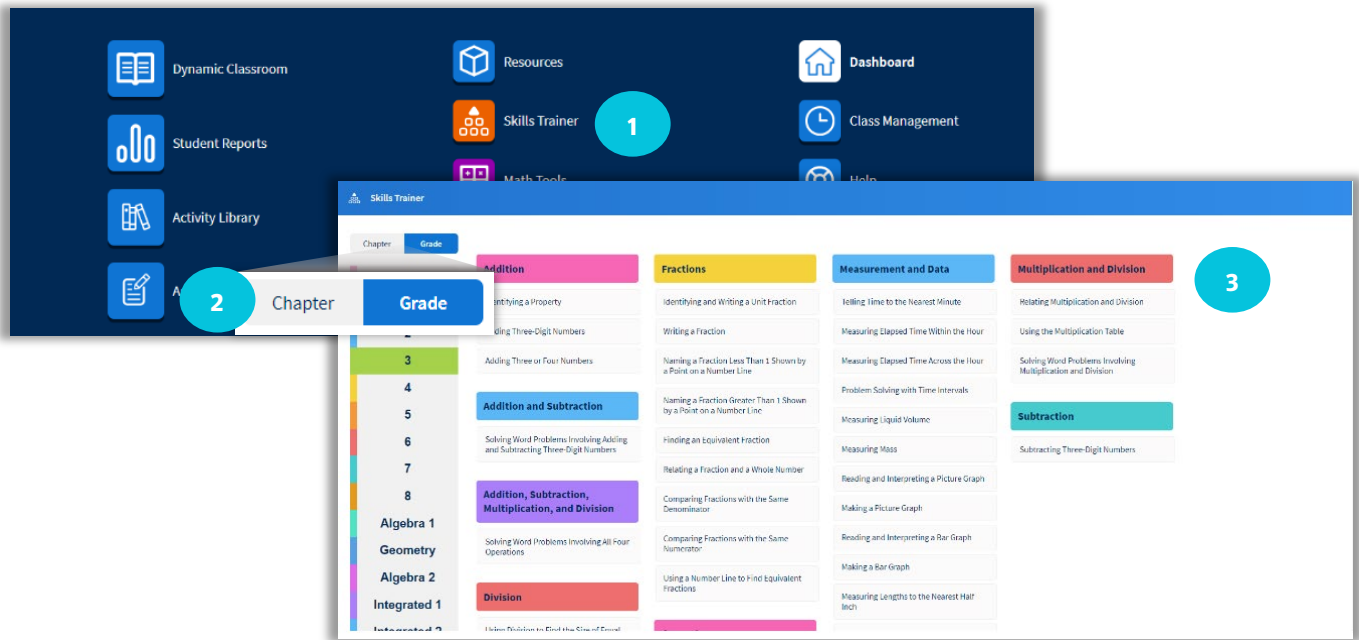 Dynamic Classroom
Student Reports
Activity Library
A
Resources
Skills Trainer
1
Math Tools
Dashboard
Class Management
Help
Skills Trainer
Chapter
Grade
2
Chapter
Grade
3
4
5
6
7
8
Algebra 1
Geometry
Algebra 2
Integrated 1
Integrated 2
Addition
Identifying a Property
Adding Three-Digit Numbers
Adding Three or Four Numbers
Addition and Subtraction
Solving Word Problems Involving Adding
and Subtracting Three-Digit Numbers
Addition, Subtraction,
Multiplication, and Division
Solving Word Problems Involving All Four
Operations
Division
Using Division to Find the Size of Equal
Fractions
Identifying and Writing a Unit Fraction
Writing a Fraction
Naming a Fraction Less Than 1 Shown by
a Point on a Number Line
Naming a Fraction Greater Than 1 Shown
by a Point on a Number Line
Finding an Equivalent Fraction
Relating a Fraction and a Whole Number
Comparing Fractions with the Same
Denominator
Comparing Fractions with the Same
Numerator
Using a Number Line to Find Equivalent
Fractions
Measurement and Data
Telling Time to the Nearest Minute
Measuring Elapsed Time Within the Hour
Measuring Elapsed Time Across the Hour
Problem Solving with Time Intervals
Measuring Liquid Volume
Measuring Mass
Reading and Interpreting a Picture Graph
Making a Picture Graph
Reading and Interpreting a Bar Graph
Making a Bar Graph
Measuring Lengths to the Nearest Half
Inch
Multiplication and Division
Relating Multiplication and Division
Using the Multiplication Table
Solving Word Problems Involving
Multiplication and Division
Subtraction
Subtracting Three-Digit Numbers
3